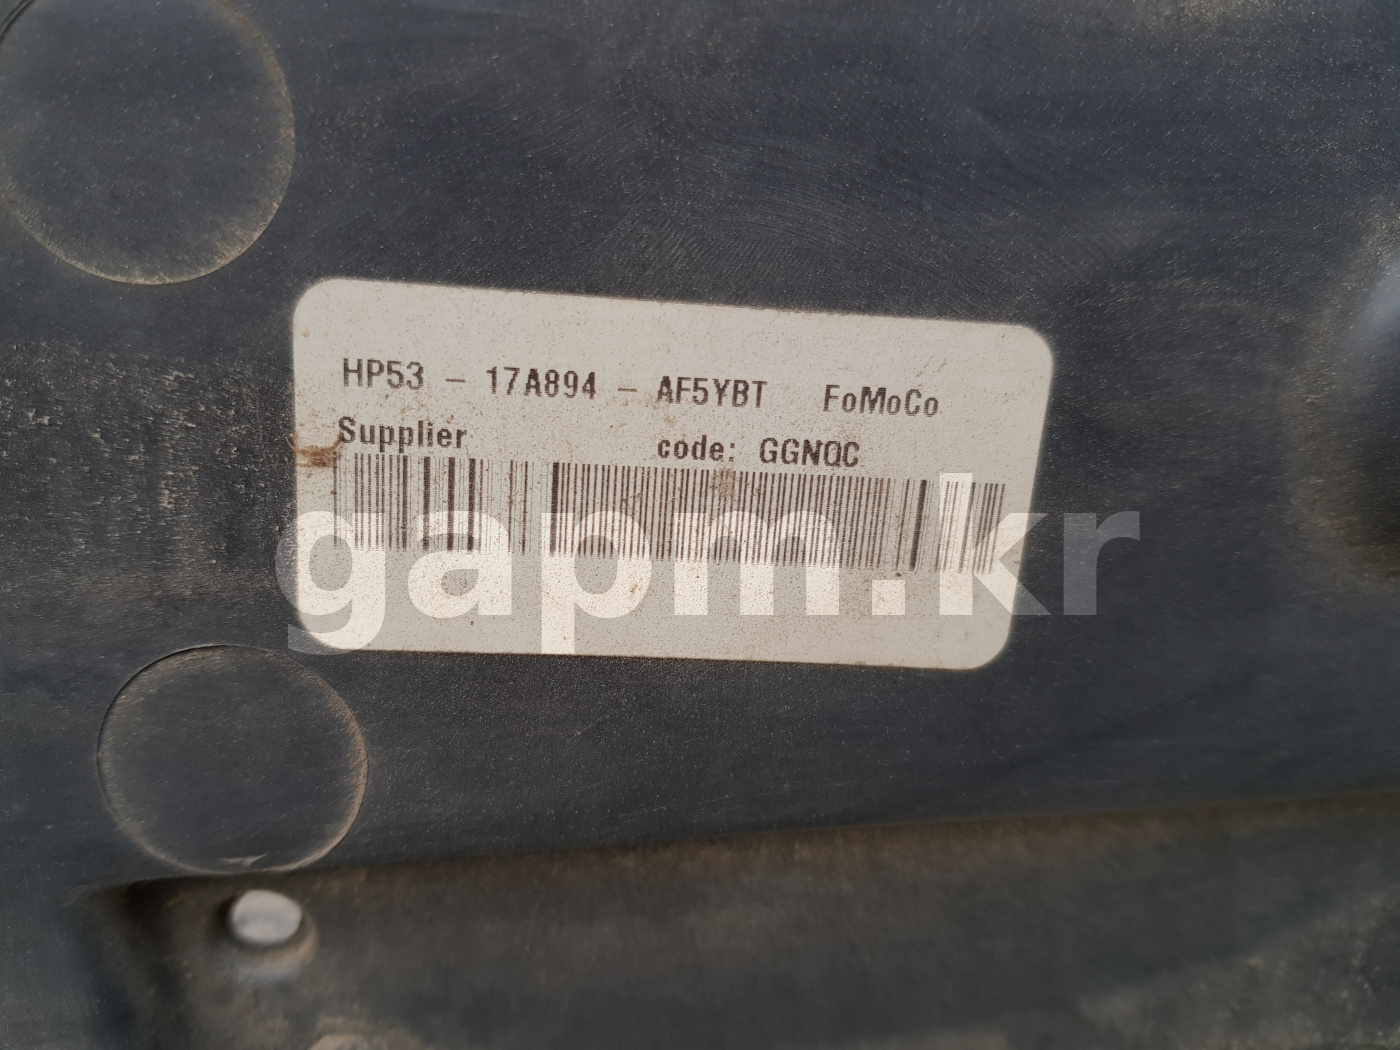 HP53 - 17A894 - AF5YBT FoMoCo
Supplier code: GGNQC
gapm.kr